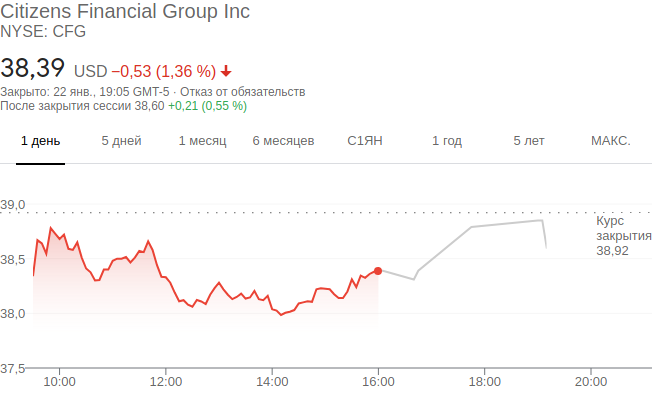 Citizens Financial Group Inc
NYSE: CFG
38,39 USD −0,53 (1,36 %)
Закрыто: 22 янв., 19:05 GMT-5 · Отказ от обязательств
После закрытия сессии 38,60 +0,21 (0,55 %)
1 день 5 дней 1 месяц 6 месяцев С1ЯН 1 год 5 лет МАКС.
39,0
Курс
закрытия
38,92
38,5
38,0
37,5
10:00 12:00 14:00 16:00 18:00 20:00